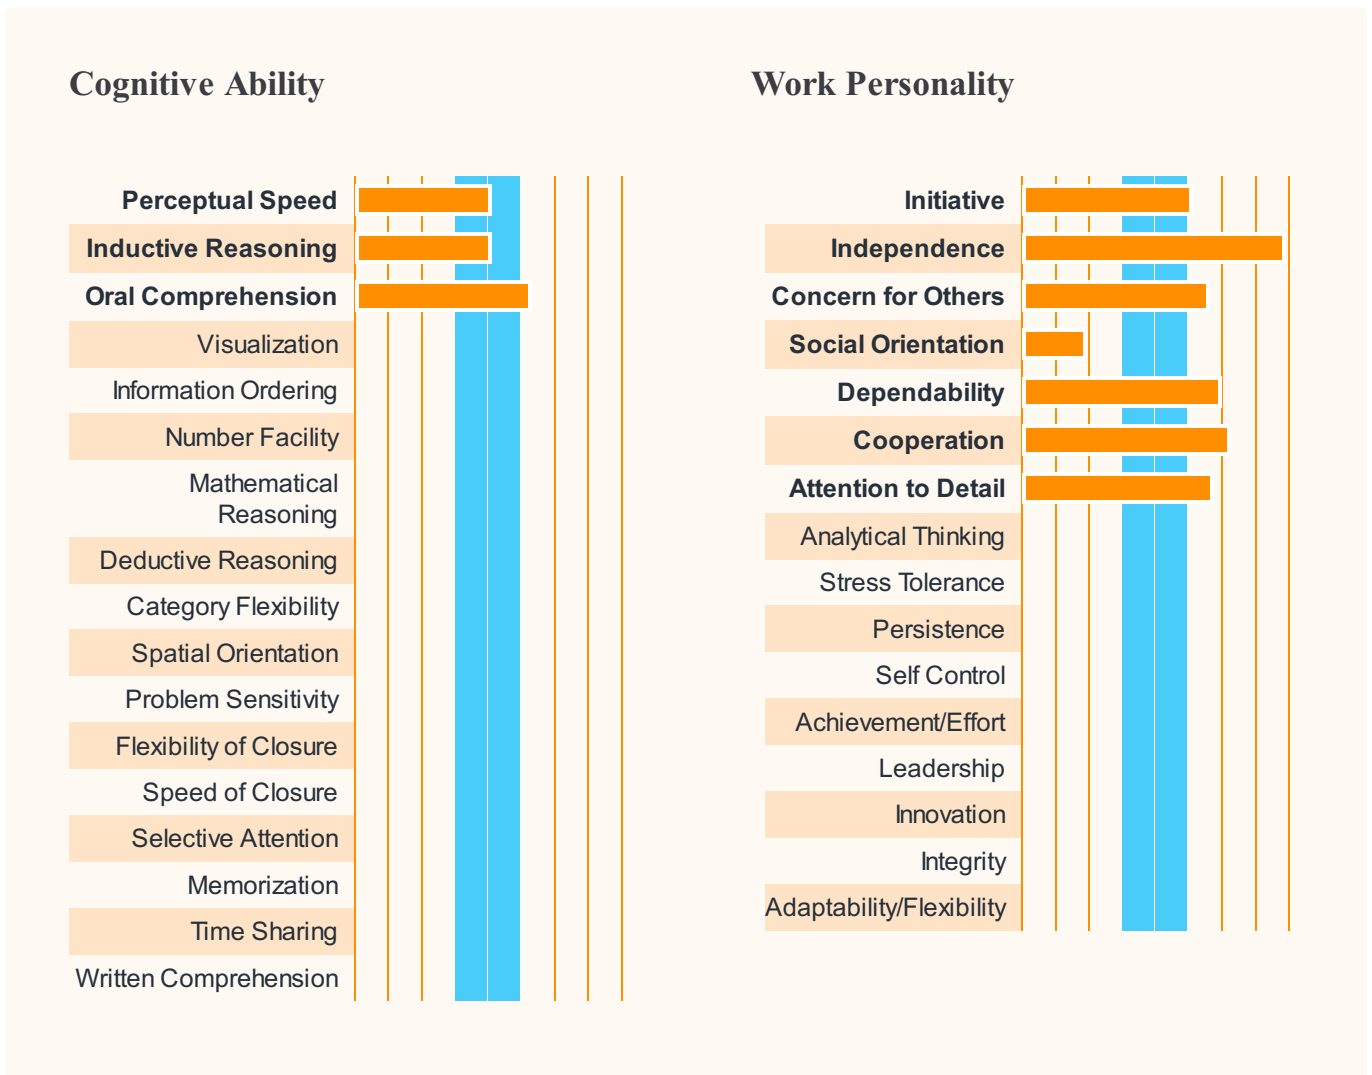 Cognitive Ability
Perceptual Speed
Inductive Reasoning
Oral Comprehension
Visualization
Information Ordering
Number Facility
Mathematical
Reasoning
Deductive Reasoning
Category Flexibility
Spatial Orientation
Problem Sensitivity
Flexibility of Closure
Speed of Closure
Selective Attention
Memorization
Time Sharing
Written Comprehension
Work Personality
Initiative
Independence
Concern for Others
Social Orientation
Dependability
Cooperation
Attention to Detail
Analytical Thinking
Stress Tolerance
Persistence
Self Control
Achievement/Effort
Leadership
Innovation
Integrity
Adaptability/Flexibility